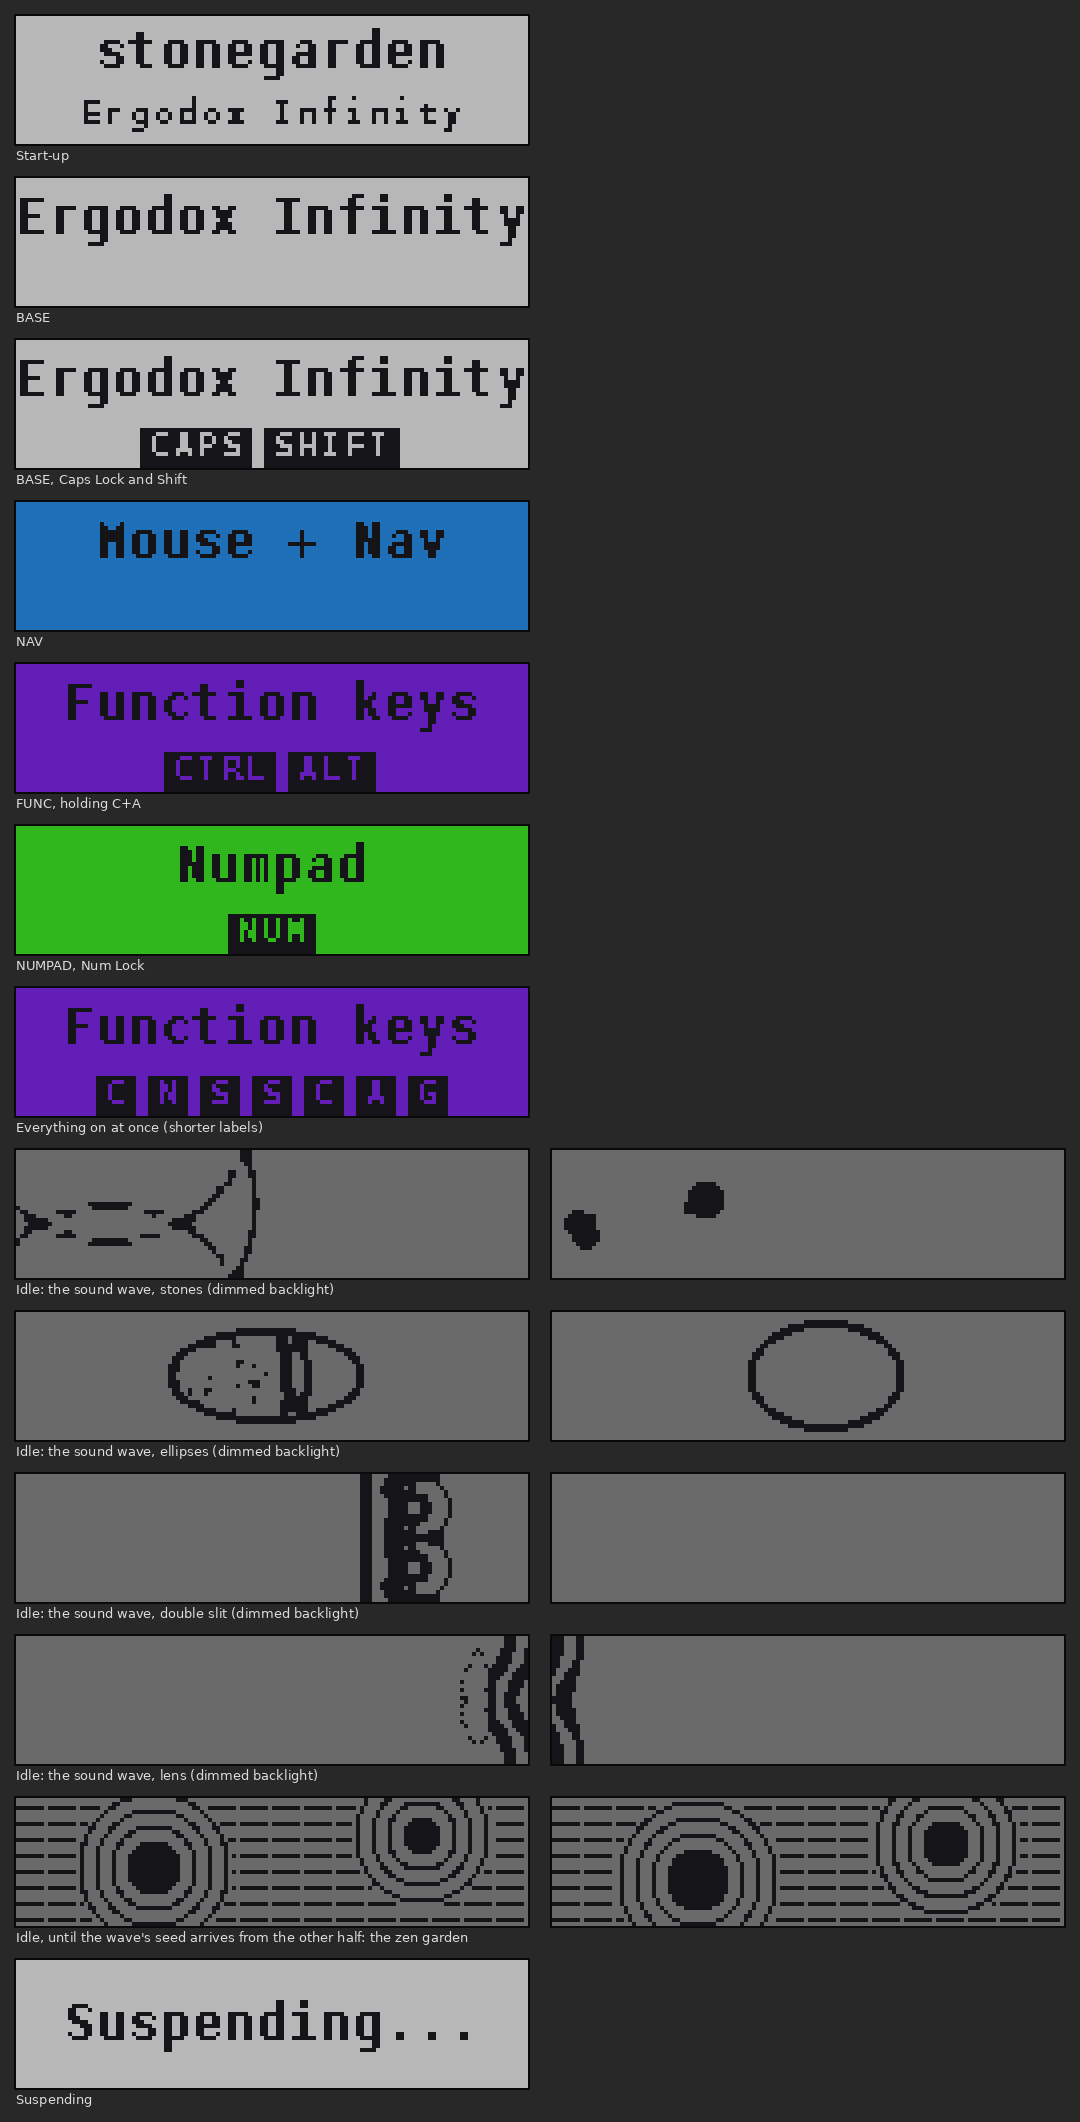 stonegarden
Ergodox Infinity
Start-up
Ergodox Infinity
BASE
Ergodox Infinity
CAPS SHIFT
BASE, Caps Lock and Shift
Mouse + Nav
NAV
Function keys
CTRL ALT
FUNC, holding C+A
Numpad
NUM
NUMPAD, Num Lock
Function keys
C N S S C A G
Everything on at once (shorter labels)
Idle: the sound wave, stones (dimmed backlight)
Idle: the sound wave, ellipses (dimmed backlight)
Idle: the sound wave, double slit (dimmed backlight)
Idle: the sound wave, lens (dimmed backlight)
Idle, until the wave's seed arrives from the other half: the zen garden
Suspending...
Suspending